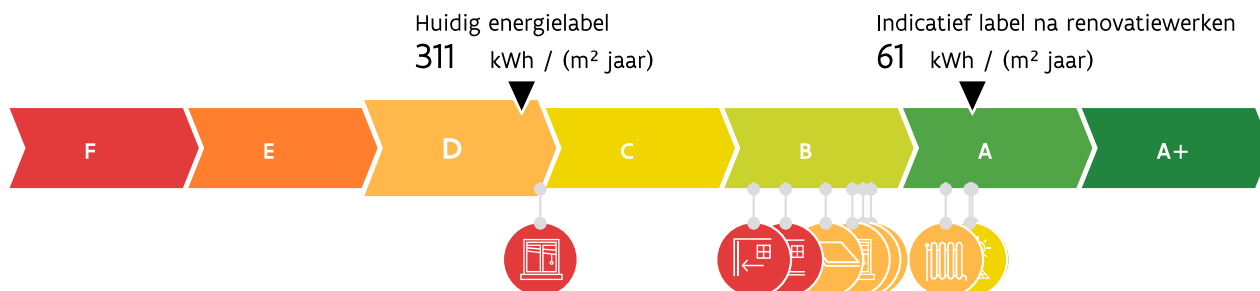 Huidig energielabel
311 kWh / (m² jaar)
Indicatief label na renovatiewerken
61 kWh / (m² jaar)
F E D C B A A+